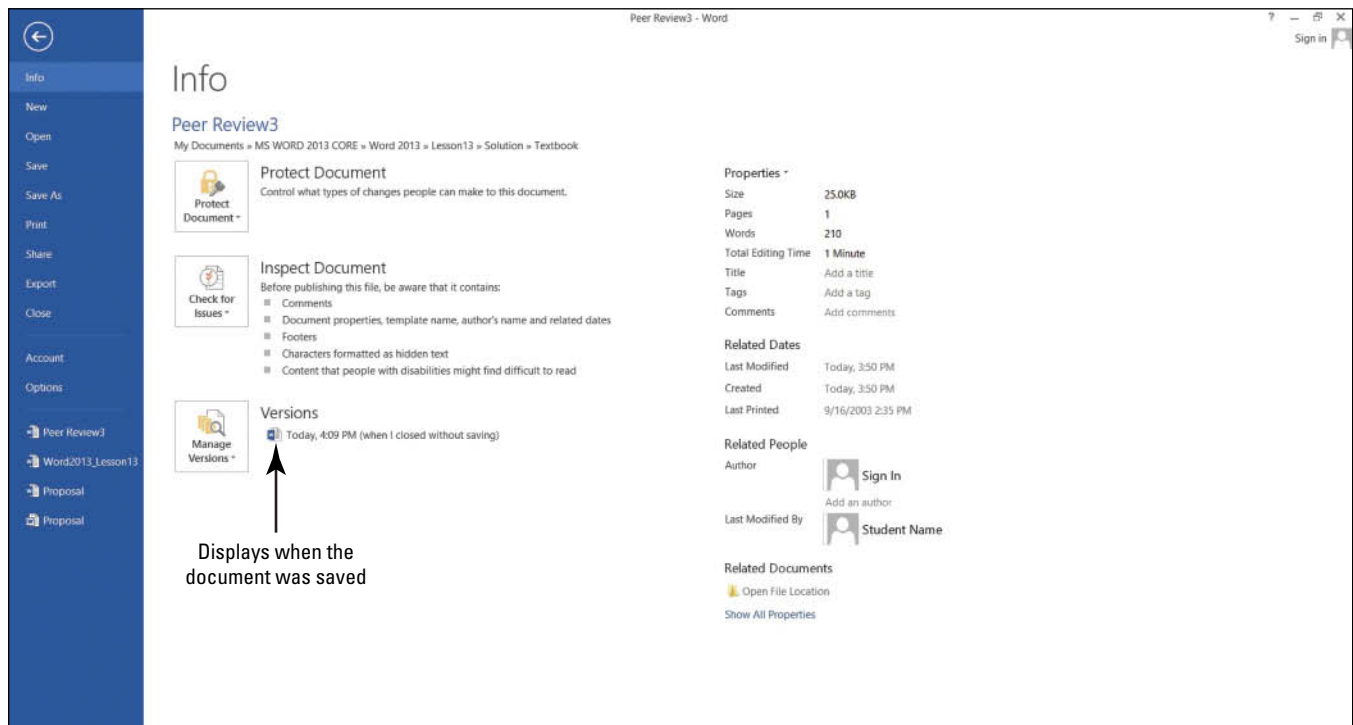 Peer Review3 - Word
?
Sign in
Info
New
Open
Save
Save As
Print
Share
Export
Close
Account
Options
Peer Review3
Word2013_Lesson13
Proposal
Proposal
Info
Peer Review3
My Documents » MS WORD 2013 CORE » Word 2013 » Lesson13 » Solution » Textbook
Protect
Document
Protect Document
Control what types of changes people can make to this document.
Check for
Issues
Inspect Document
Before publishing this file, be aware that it contains:
Comments
Document properties, template name, author's name and related dates
Footers
Characters formatted as hidden text
Content that people with disabilities might find difficult to read
Manage
Versions
Versions
Today, 4:09 PM (when I closed without saving)
Displays when the
document was saved
Properties
Size 25.0KB
Pages 1
Words 210
Total Editing Time 1 Minute
Title Add a title
Tags Add a tag
Comments Add comments
Related Dates
Last Modified Today, 3:50 PM
Created Today, 3:50 PM
Last Printed 9/16/2003 2:35 PM
Related People
Author Sign In
Add an author
Last Modified By Student Name
Related Documents
Open File Location
Show All Properties